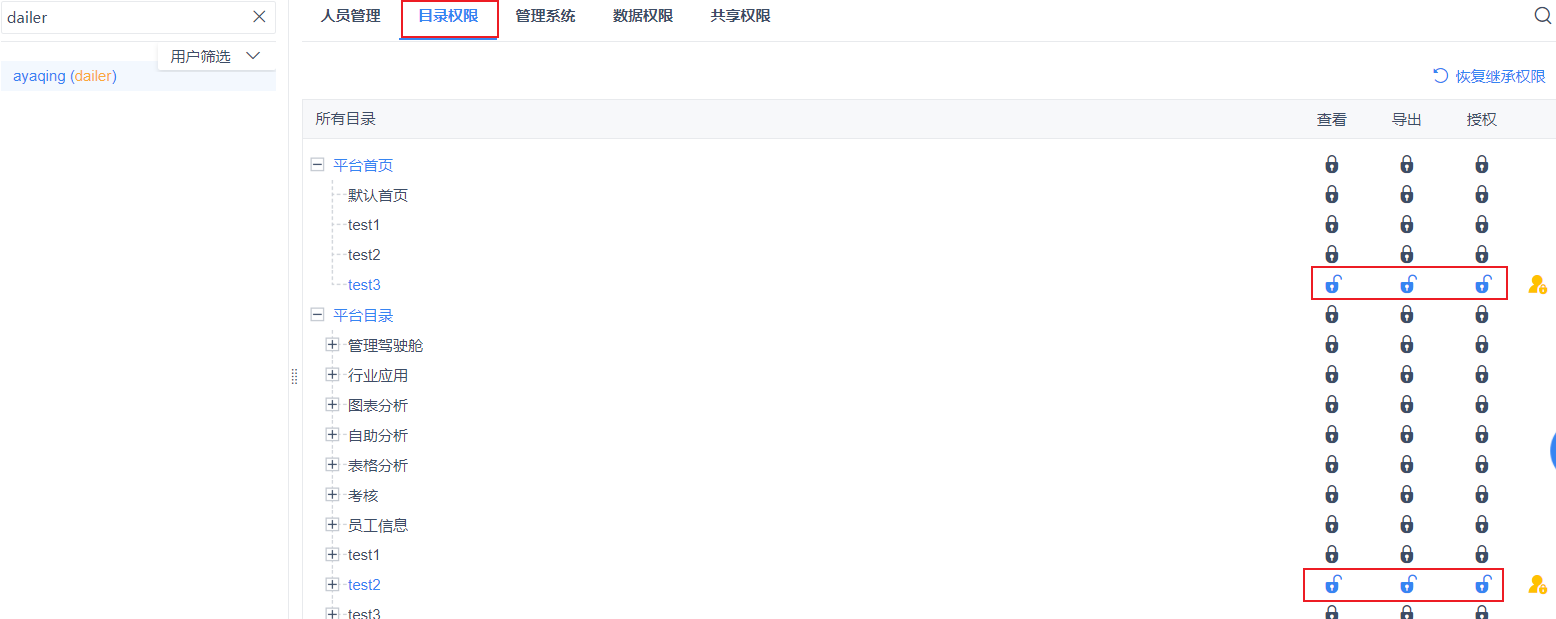 dailer
用户筛选
ayaqing (dailer)
人员管理 目录权限 管理系统 数据权限 共享权限
恢复继承权限
所有目录 查看 导出 授权
平台首页
默认首页
test1
test2
test3
平台目录
管理驾驶舱
行业应用
图表分析
自助分析
表格分析
考核
员工信息
test1
test2
test3